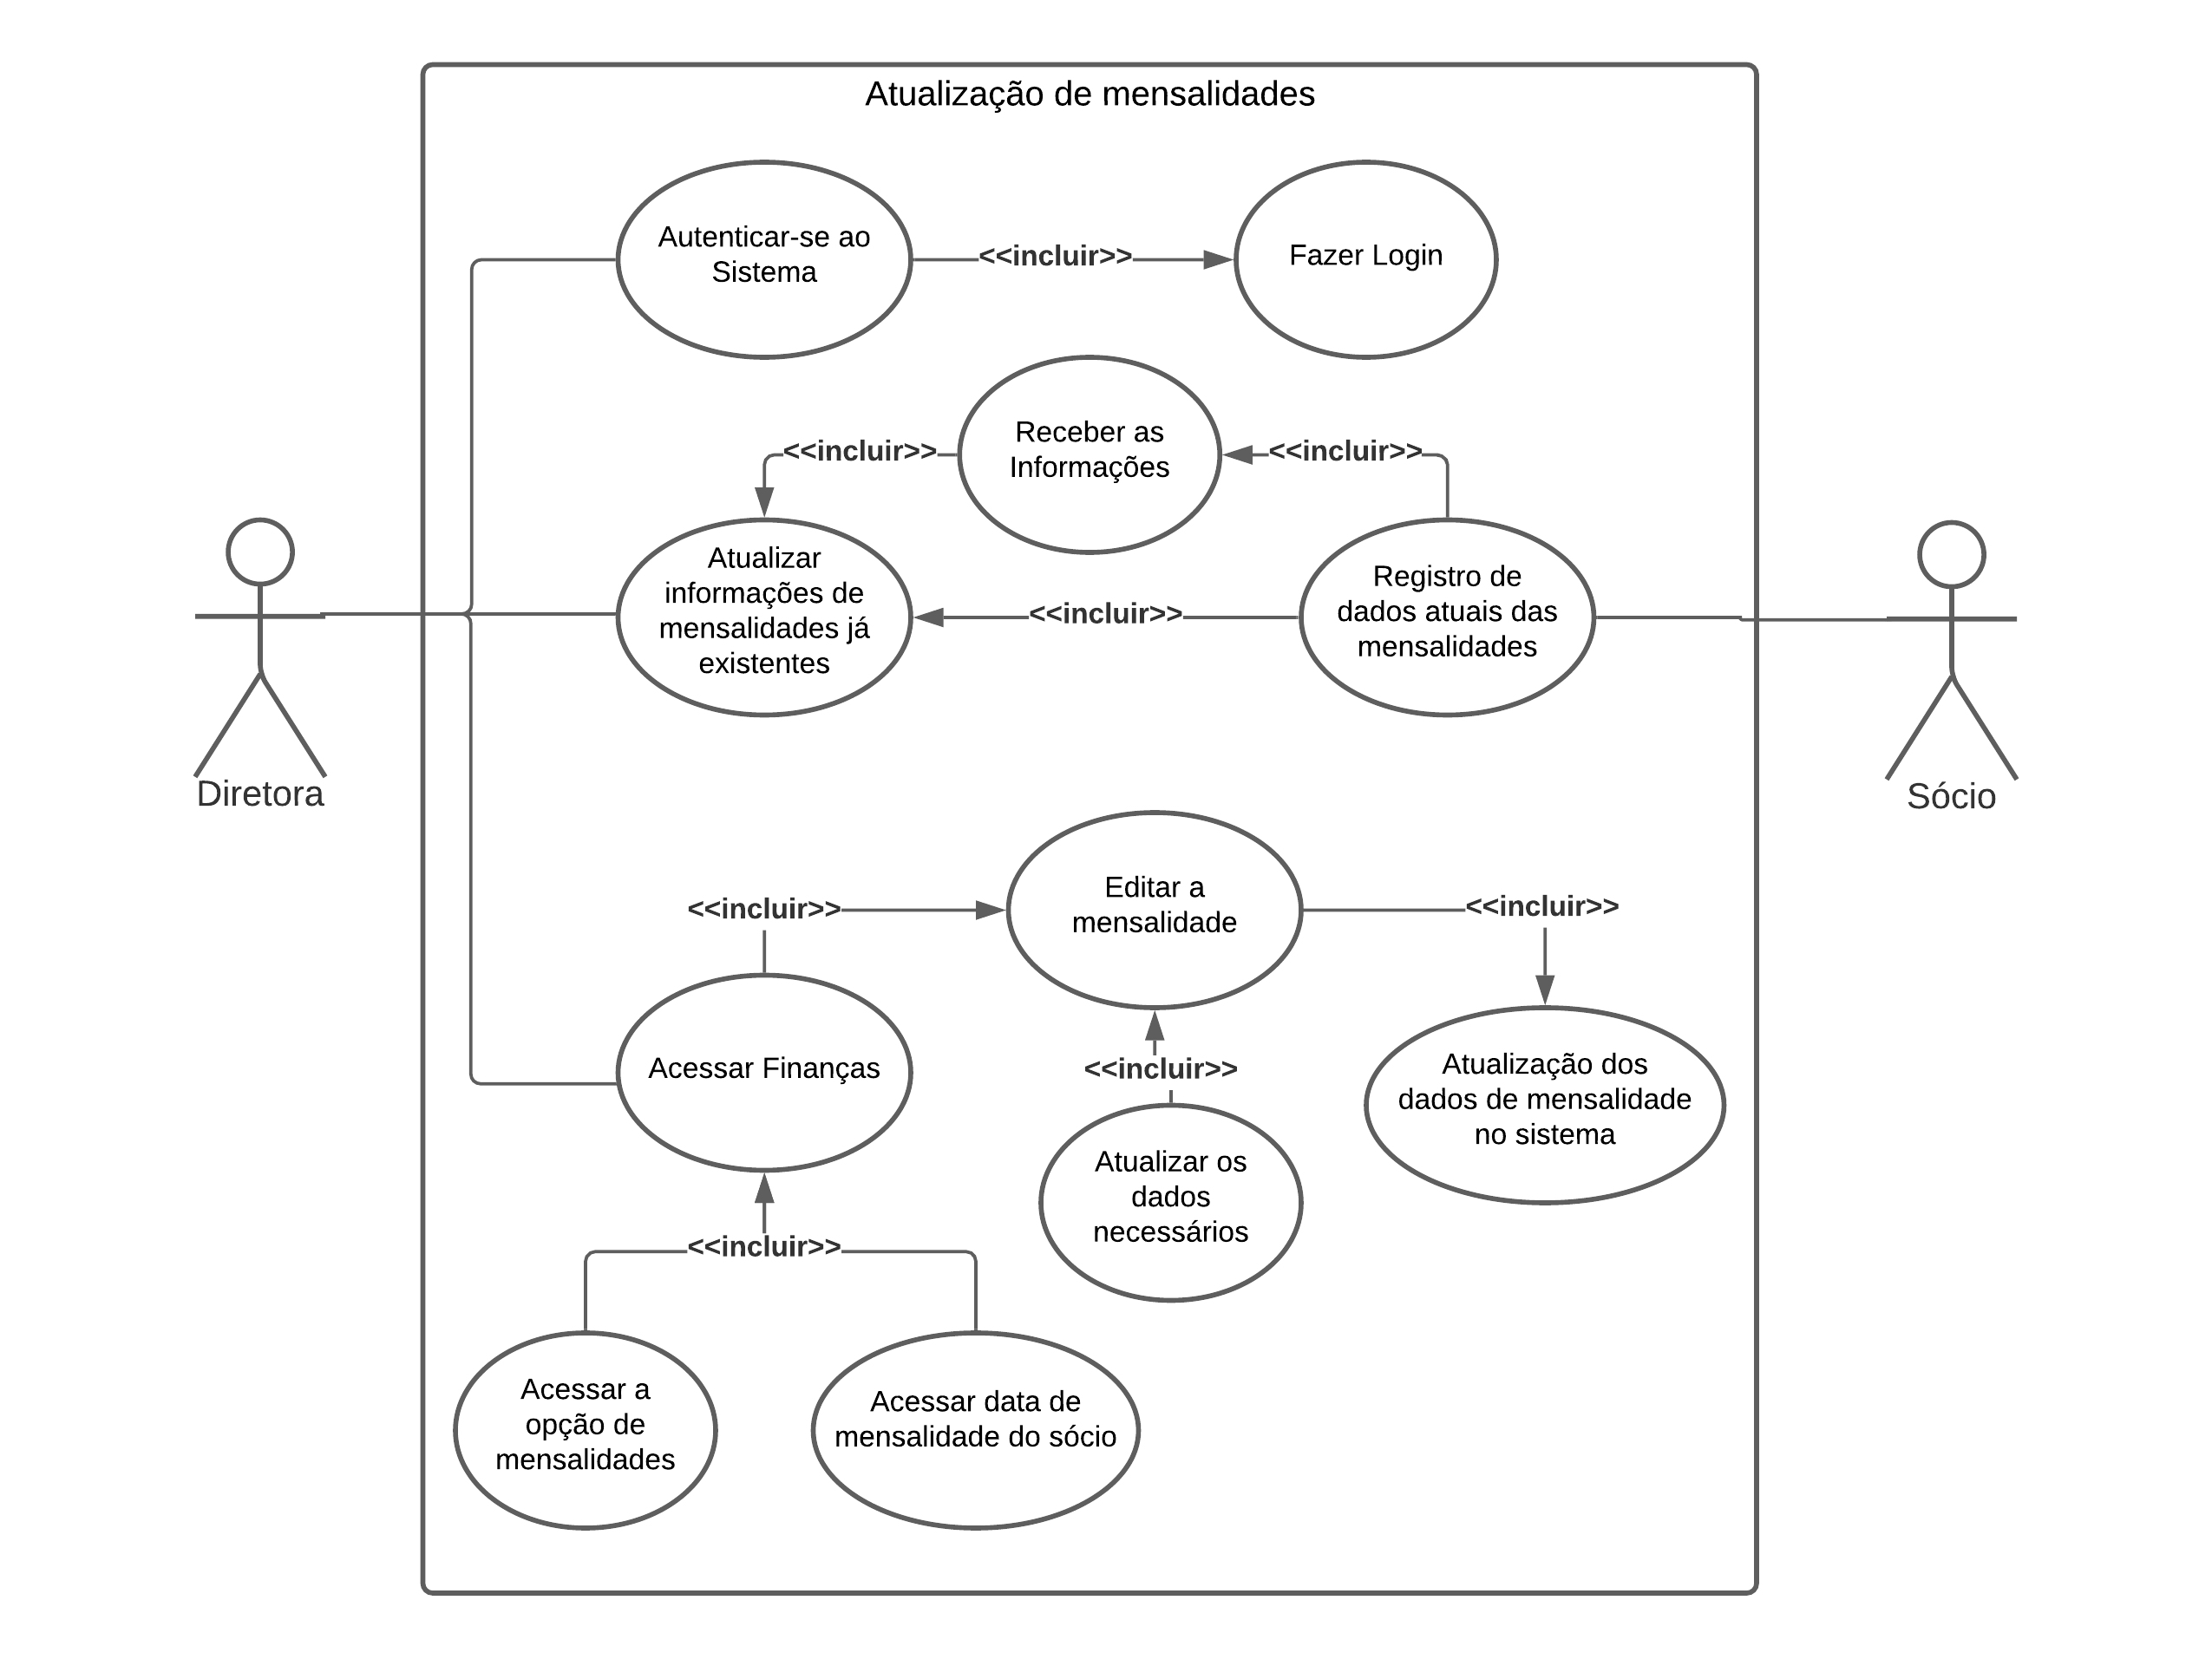 Atualização de mensalidades
Autenticar-se ao
Sistema
<<incluir>>
Fazer Login
Receber as
Informações
<<incluir>>
<<incluir>>
Atualizar
informações de
mensalidades já
existentes
<<incluir>>
Registro de
dados atuais das
mensalidades
Diretora
Sócio
Editar a
mensalidade
<<incluir>>
<<incluir>>
Acessar Finanças
<<incluir>>
Atualização dos
dados de mensalidade
no sistema
Atualizar os
dados
necessários
<<incluir>>
Acessar a
opção de
mensalidades
Acessar data de
mensalidade do sócio